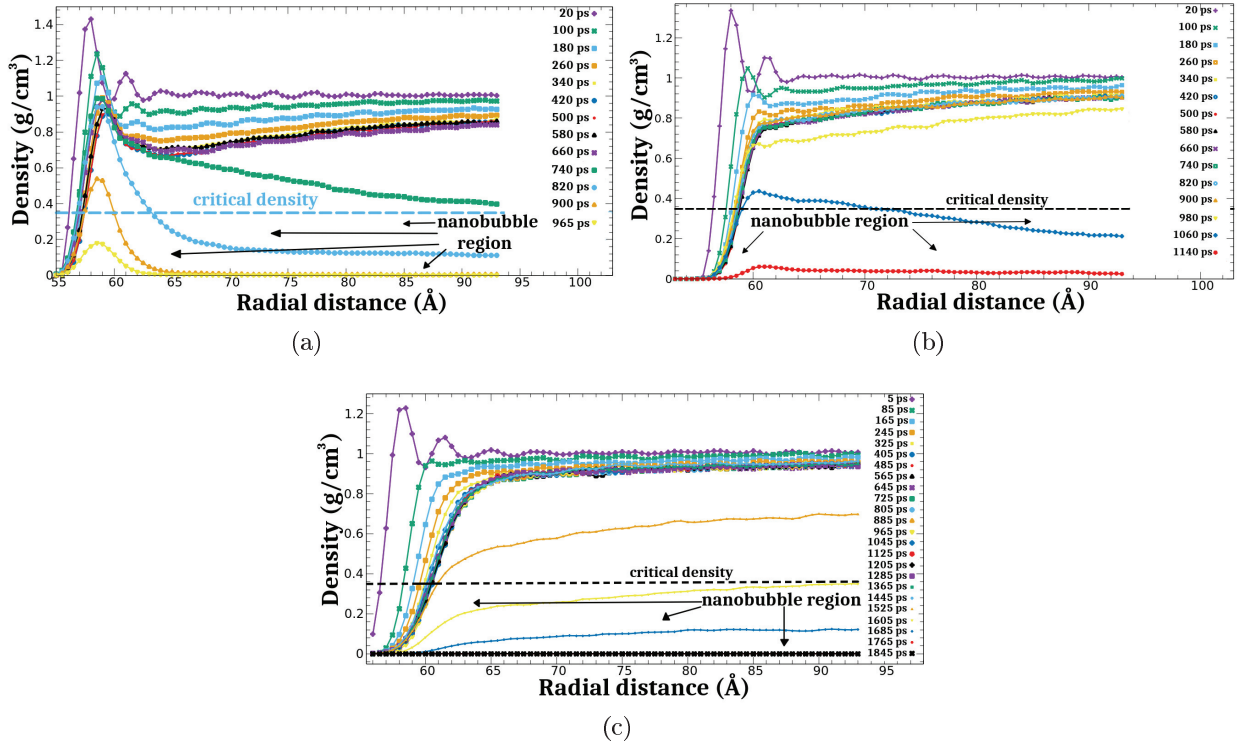 Density (g/cm³)
1.4
1.2
1
0.8
0.6
0.4
0.2
0
20 ps
100 ps
180 ps
260 ps
340 ps
420 ps
500 ps
580 ps
660 ps
740 ps
820 ps
900 ps
965 ps
critical density
nanobubble
region
55 60 65 70 75 80 85 90 95 100
Radial distance (Å)
(a)
Density (g/cm³)
1.2
1
0.8
0.6
0.4
0.2
0
20 ps
100 ps
180 ps
260 ps
340 ps
420 ps
500 ps
580 ps
660 ps
740 ps
820 ps
900 ps
980 ps
1060 ps
1140 ps
critical density
nanobubble region
60 70 80 90 100
Radial distance (Å)
(b)
Density (g/cm³)
1.2
1
0.8
0.6
0.4
0.2
0
5 ps
85 ps
165 ps
245 ps
325 ps
405 ps
485 ps
565 ps
645 ps
725 ps
805 ps
885 ps
965 ps
1045 ps
1125 ps
1205 ps
1285 ps
1365 ps
1445 ps
1525 ps
1605 ps
1685 ps
1765 ps
1845 ps
critical density
nanobubble region
60 65 70 75 80 85 90 95
Radial distance (Å)
(c)